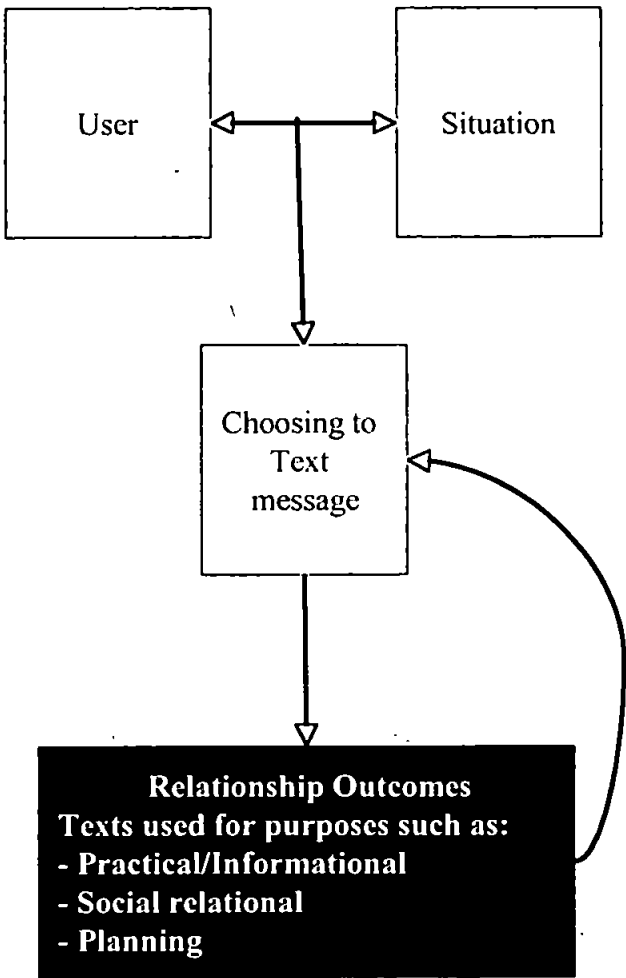 User
Situation
Choosing to
Text
message
Relationship Outcomes
Texts used for purposes such as:
- Practical/Informational
- Social relational
- Planning